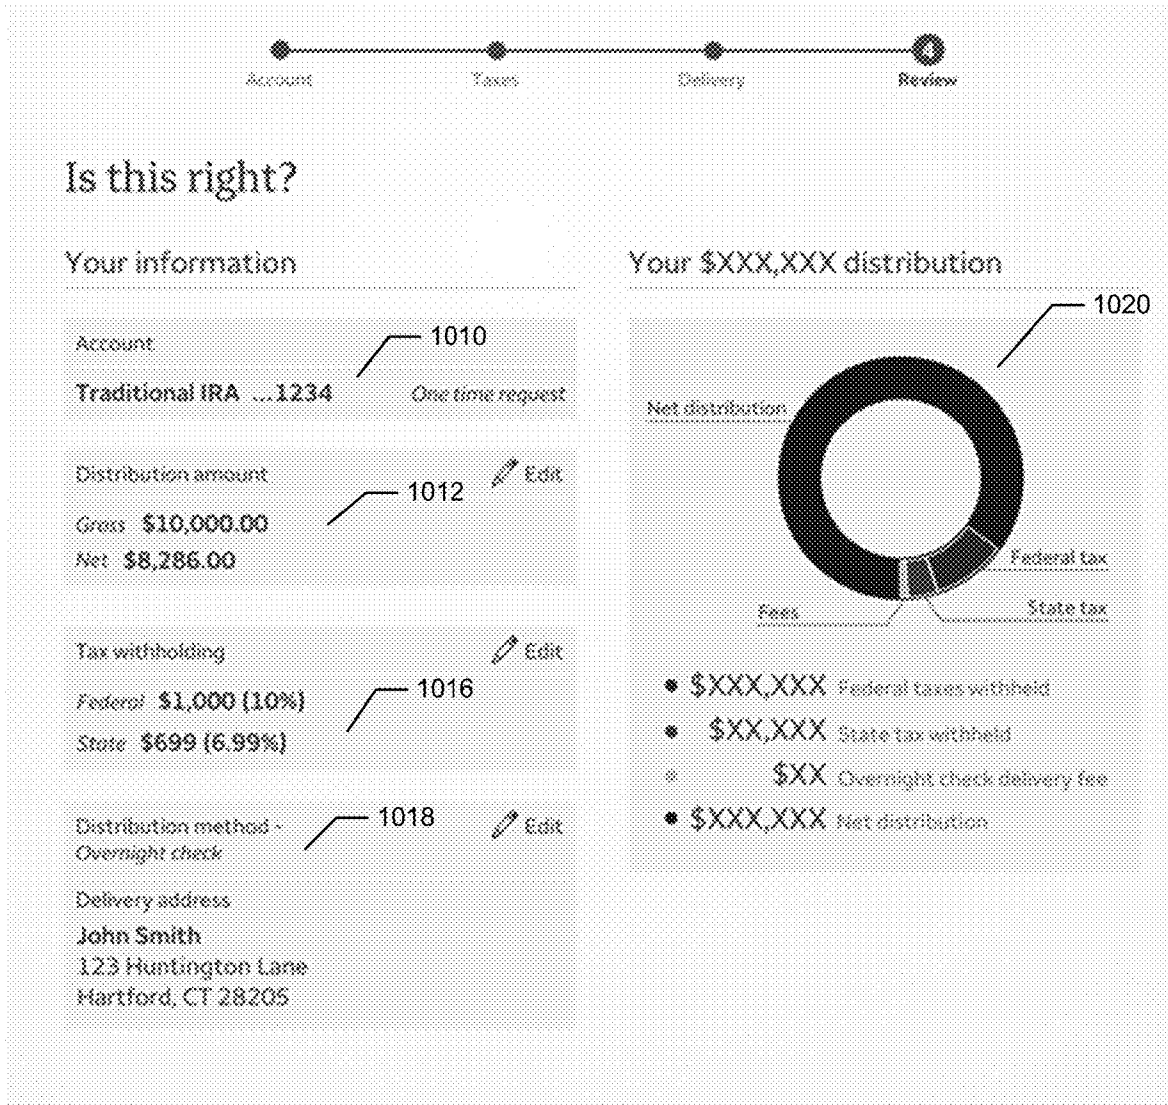 4
Account Taxes Delivery Review
Is this right?
Your information
Account
1010
Traditional IRA ...1234 One time request
Distribution amount Edit
1012
Gross $10,000.00
Net $8,286.00
Tax withholding Edit
1016
Federal $1,000 (10%)
State $699 (6.99%)
Distribution method - Edit
1018
Overnight check
Delivery address
John Smith
123 Huntington Lane
Hartford, CT 28205
Your $XXX,XXX distribution
1020
Net distribution
Federal tax
State tax
Fees
$XXX,XXX Federal taxes withheld
$XX,XXX State tax withheld
$XX Overnight check delivery fee
$XXX,XXX Net distribution